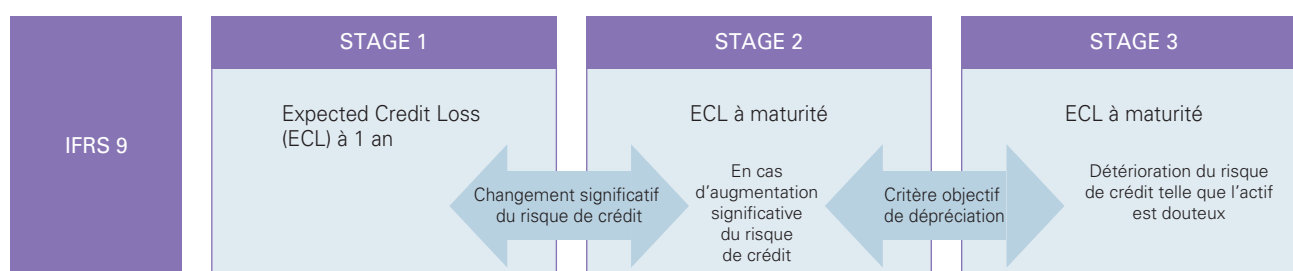 IFRS 9
STAGE 1
Expected Credit Loss
(ECL) à 1 an
Changement significatif
du risque de crédit
STAGE 2
ECL à maturité
En cas
d'augmentation
significative
du risque
de crédit
Critère objectif
de dépréciation
STAGE 3
ECL à maturité
Détérioration du risque
de crédit telle que l'actif
est douteux